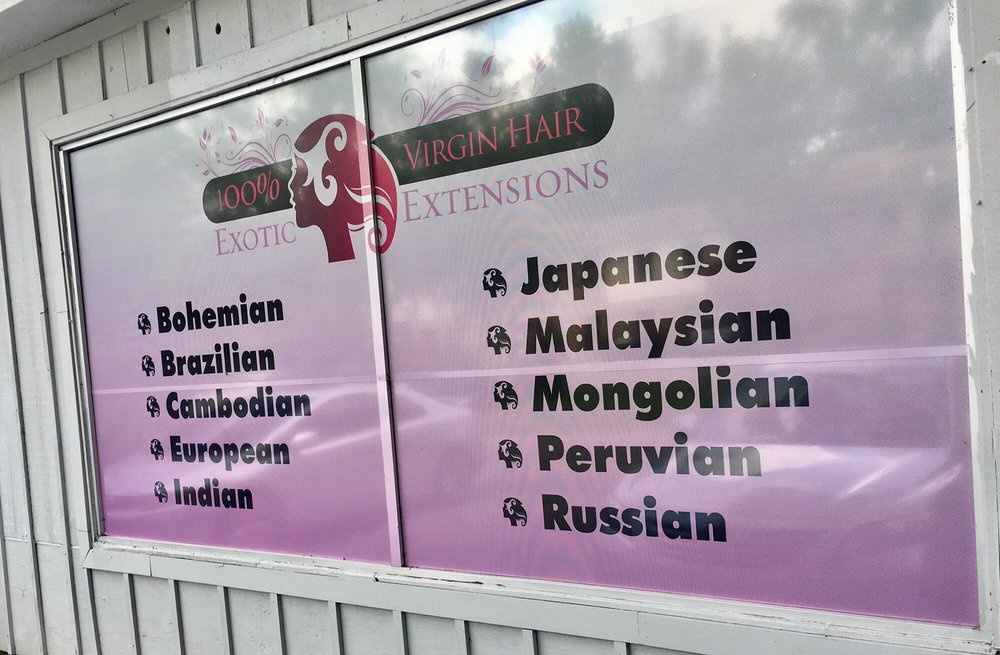 100% Virgin Hair
Exotic Extensions
Bohemian
Brazilian
Cambodian
European
Indian
Japanese
Malaysian
Mongolian
Peruvian
Russian